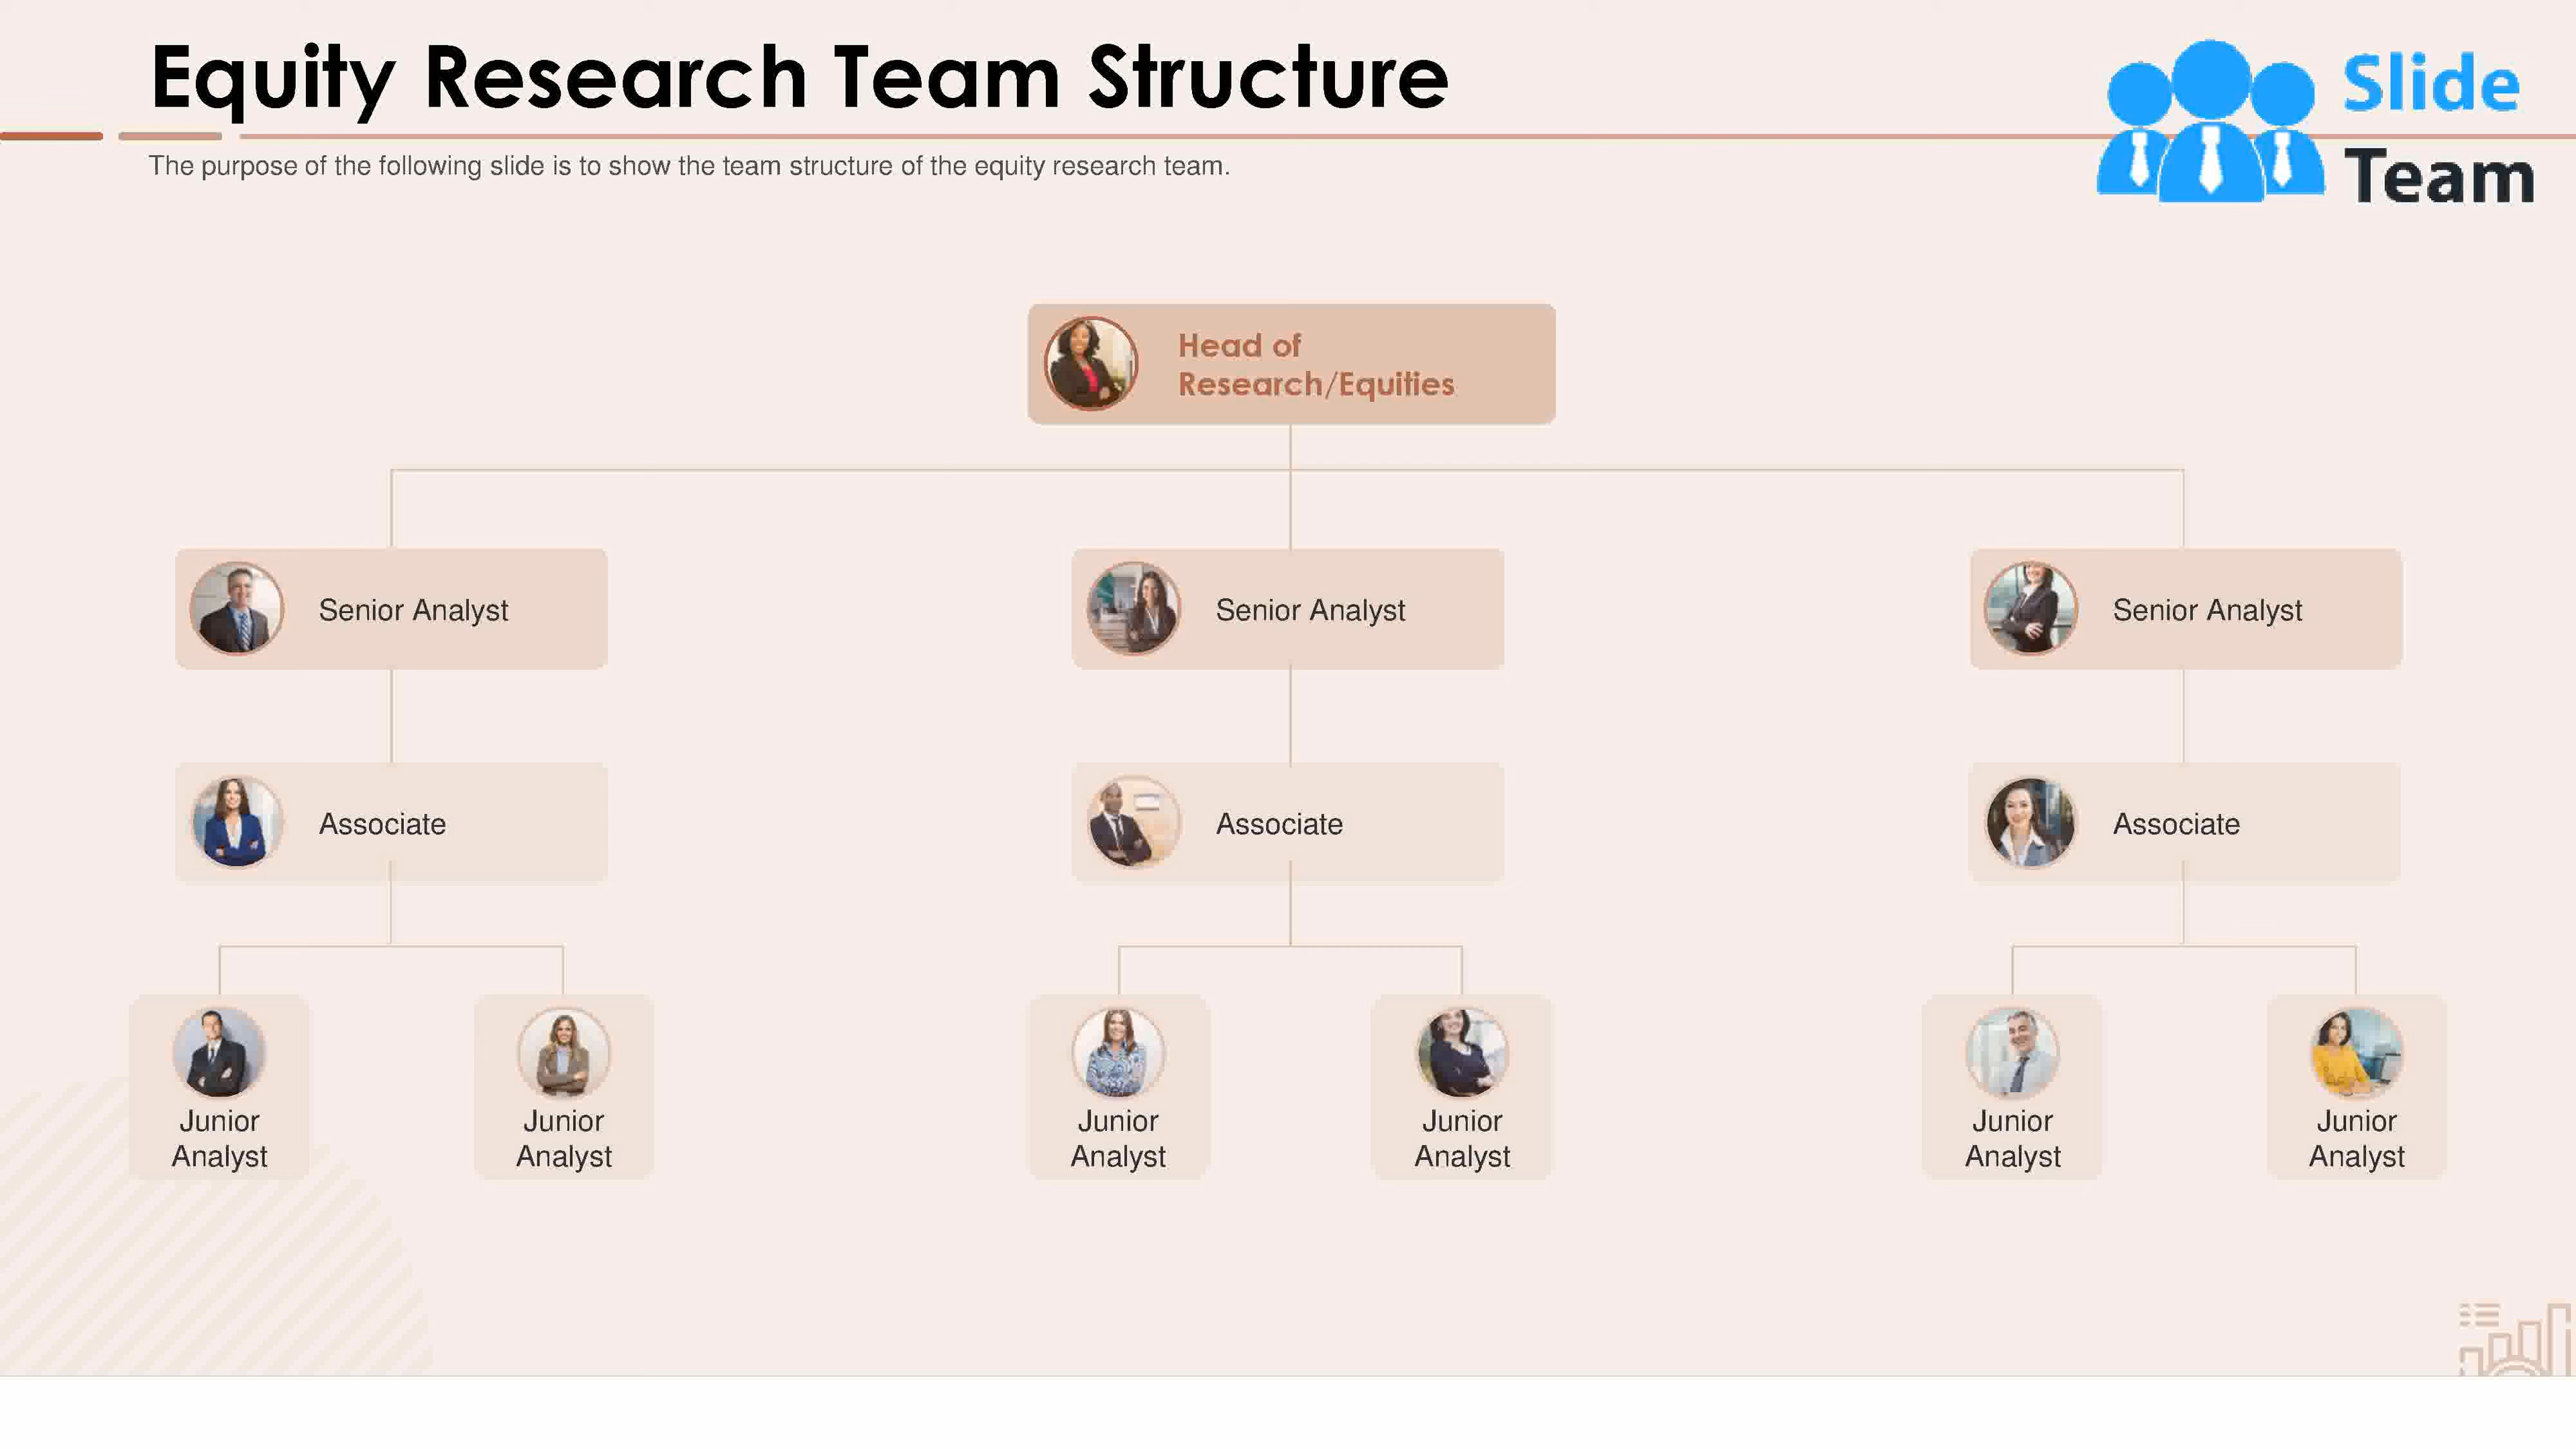 Equity Research Team Structure
Slide
Team
The purpose of the following slide is to show the team structure of the equity research team.
Head of
Research/Equities
Senior Analyst
Senior Analyst
Senior Analyst
Associate
Associate
Associate
Junior
Analyst
Junior
Analyst
Junior
Analyst
Junior
Analyst
Junior
Analyst
Junior
Analyst